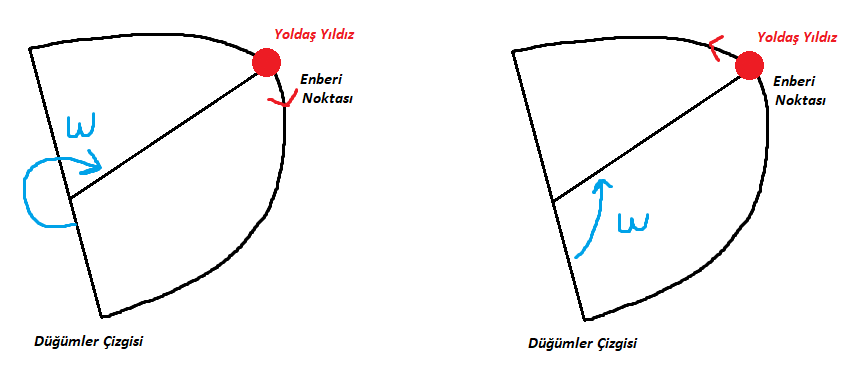 Yoldaş Yıldız
Enberi
Noktası
W
Düğümler Çizgisi
Yoldaş Yıldız
Enberi
Noktası
W
Düğümler Çizgisi